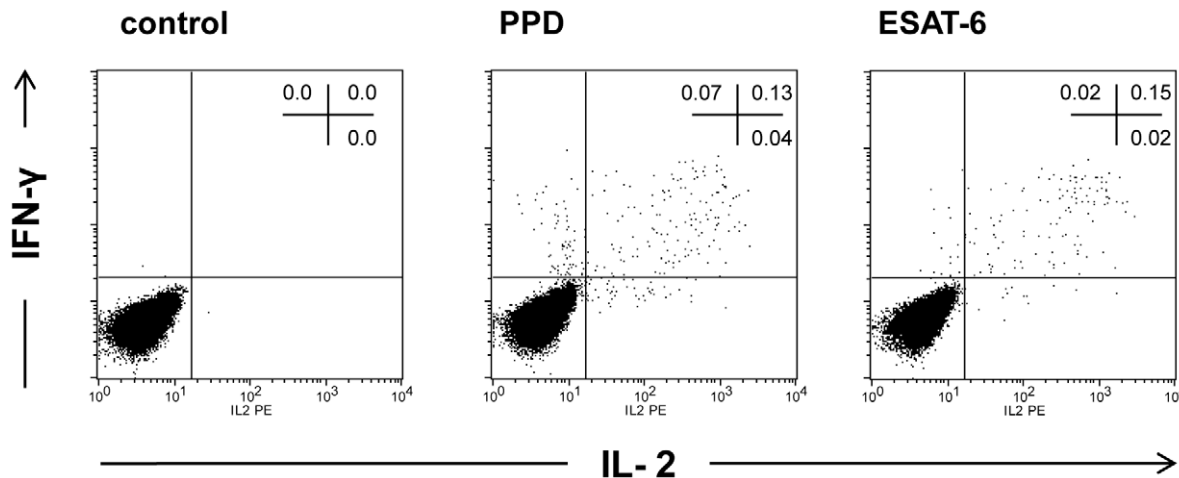 control PPD ESAT-6
0.0 0.0 0.07 0.13 0.02 0.15
0.0 0.04 0.02
IFN-γ
10⁰ 10¹ 10² 10³ 10⁴ 10⁰ 10¹ 10² 10³ 10⁴ 10⁰ 10¹ 10² 10³
IL2 PE IL2 PE IL2 PE
IL- 2